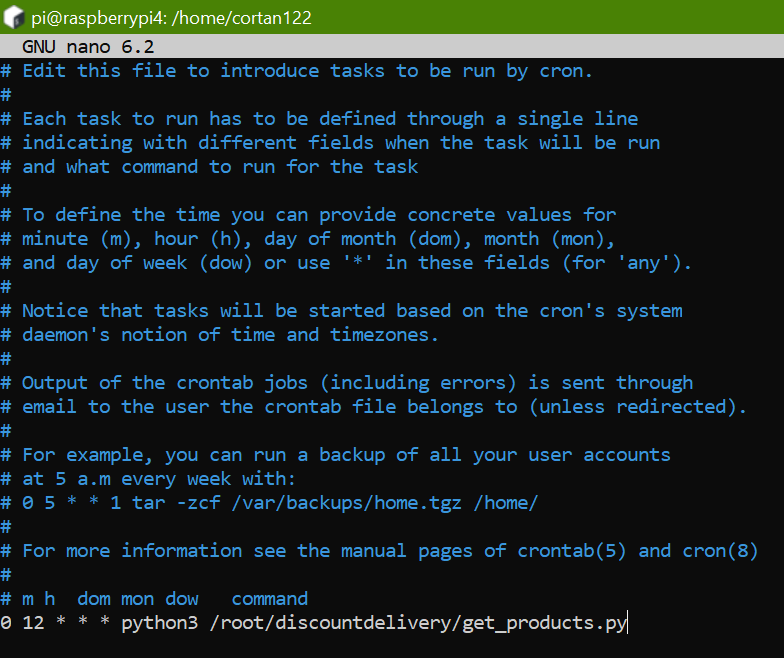 pi@raspberrypi4: /home/cortan122
GNU nano 6.2
# Edit this file to introduce tasks to be run by cron.
#
# Each task to run has to be defined through a single line
# indicating with different fields when the task will be run
# and what command to run for the task
#
# To define the time you can provide concrete values for
# minute (m), hour (h), day of month (dom), month (mon),
# and day of week (dow) or use '*' in these fields (for 'any').
#
# Notice that tasks will be started based on the cron's system
# daemon's notion of time and timezones.
#
# Output of the crontab jobs (including errors) is sent through
# email to the user the crontab file belongs to (unless redirected).
#
# For example, you can run a backup of all your user accounts
# at 5 a.m every week with:
# 0 5 * * 1 tar -zcf /var/backups/home.tgz /home/
#
# For more information see the manual pages of crontab(5) and cron(8)
#
# m h  dom mon dow   command
0 12 * * * python3 /root/discountdelivery/get_products.py